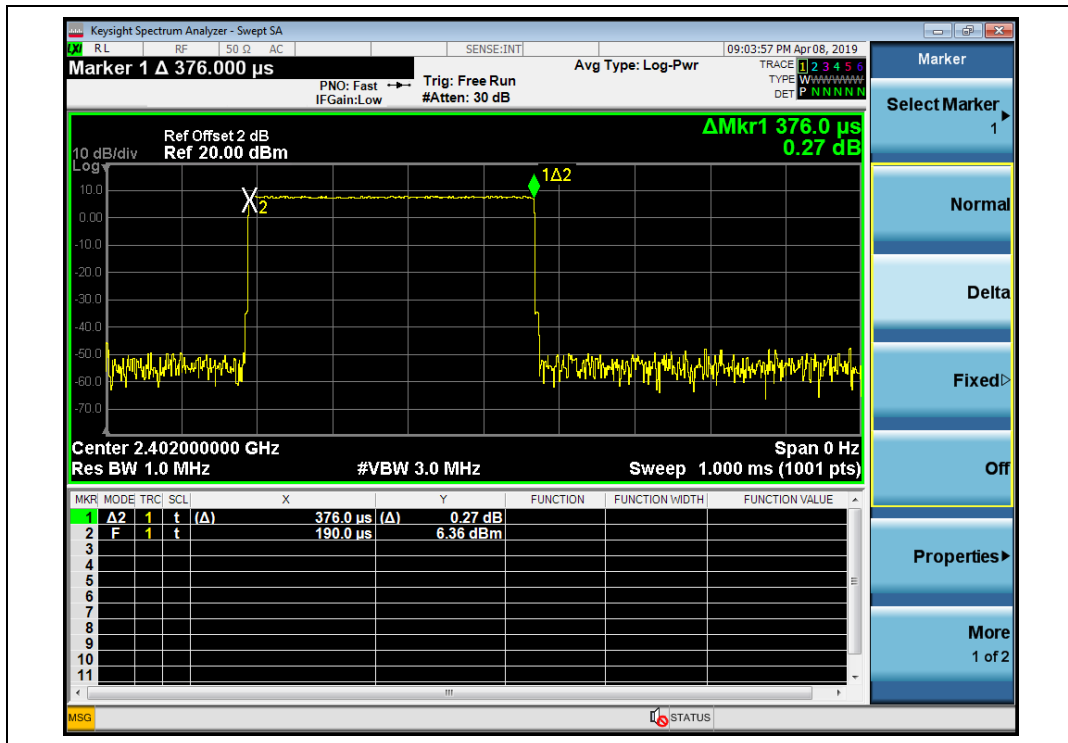 Keysight Spectrum Analyzer - Swept SA
LXI RL RF 50 Ω AC SENSE:INT 09:03:57 PM Apr 08, 2019
Marker 1 Δ 376.000 µs
PNO: Fast
IFGain:Low
Trig: Free Run
#Atten: 30 dB
Avg Type: Log-Pwr
TRACE 1 2 3 4 5 6
TYPE WWWWWW
DET P N N N N N
ΔMkr1 376.0 µs
0.27 dB
Ref Offset 2 dB
10 dB/div Ref 20.00 dBm
Log
10.0
0.00
-10.0
-20.0
-30.0
-40.0
-50.0
-60.0
-70.0
X2
1Δ2
Center 2.402000000 GHz Span 0 Hz
Res BW 1.0 MHz #VBW 3.0 MHz Sweep 1.000 ms (1001 pts)
MKR MODE TRC SCL X Y FUNCTION FUNCTION WIDTH FUNCTION VALUE
1 Δ2 1 t (Δ) 376.0 µs (Δ) 0.27 dB
2 F 1 t 190.0 µs 6.36 dBm
3
4
5
6
7
8
9
10
11
MSG STATUS
Marker
Select Marker
1
Normal
Delta
Fixed
Off
Properties
More
1 of 2